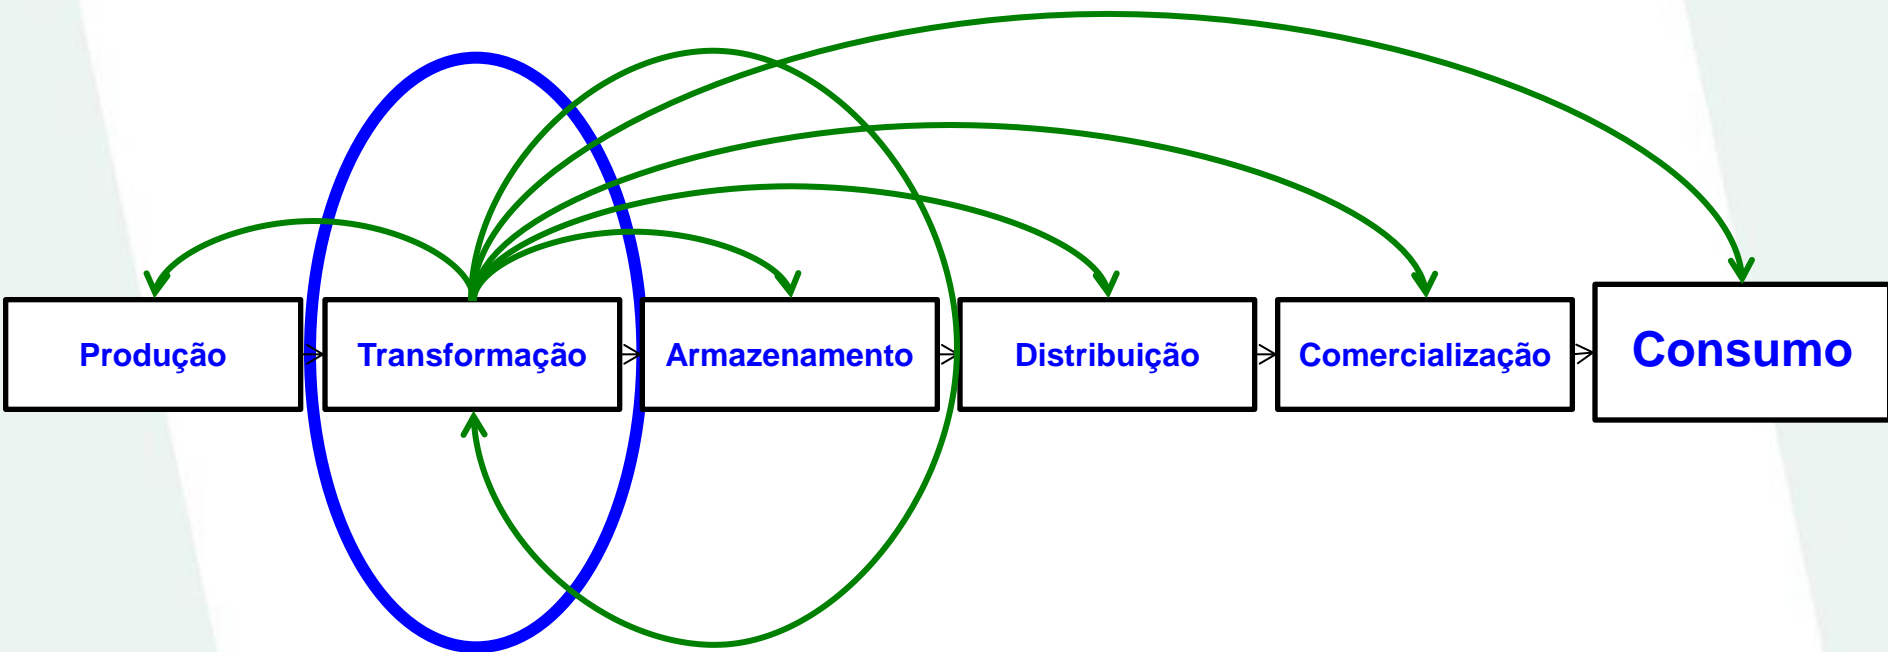 Produção
Transformação
Armazenamento
Distribuição
Comercialização
Consumo